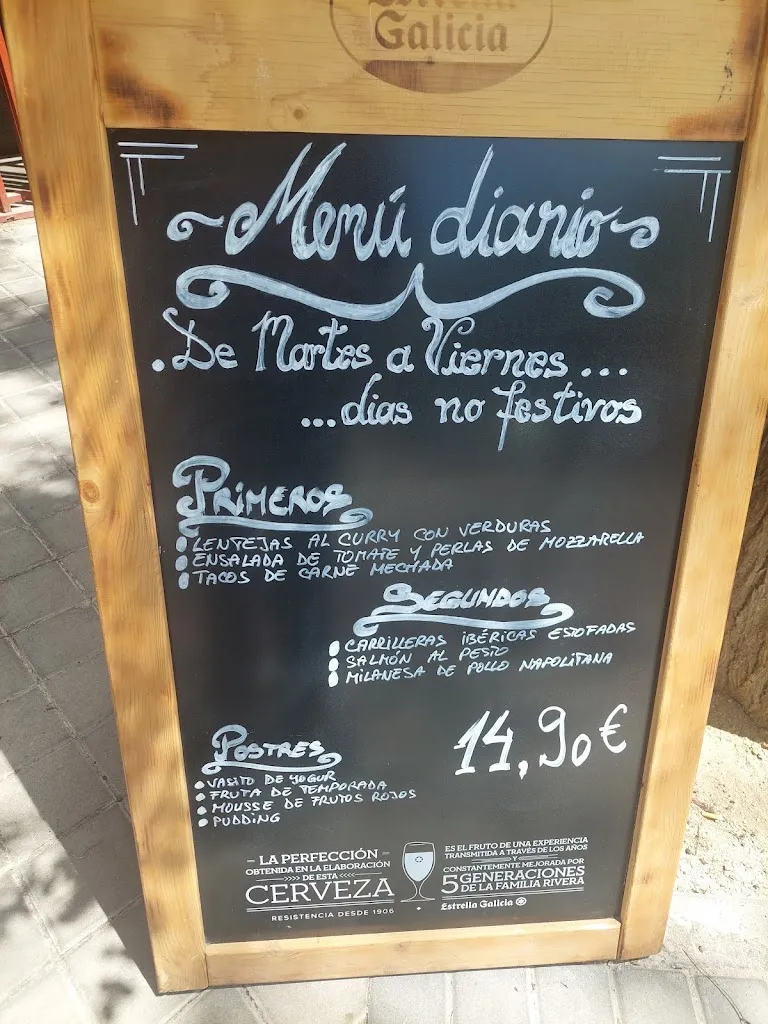 Estrella
Galicia
Menú diario
.De Martes a Viernes...
...dias no festivos
PRIMEROS
LENTEJAS AL CURRY CON VERDURAS
ENSALADA DE TOMATE Y PERLAS DE MOZZARELLA
TACOS DE CARNE MECHADA
SEGUNDOS
CARRILLERAS IBÉRICAS ESTOFADAS
SALMÓN AL PESTO
MILANESA DE POLLO NAPOLITANA
14,90€
POSTRES
VASITO DE YOGUR
FRUTA DE TEMPORADA
MOUSSE DE FRUTOS ROJOS
PUDDING
– LA PERFECCIÓN –
OBTENIDA EN LA ELABORACIÓN
>>>> DE ESTA <<<<
CERVEZA
RESISTENCIA DESDE 1906
ES EL FRUTO DE UNA EXPERIENCIA
TRANSMITIDA A TRAVÉS DE LOS AÑOS
Y
CONSTANTEMENTE MEJORADA POR
5 GENERACIONES
DE LA FAMILIA RIVERA
Estrella Galicia